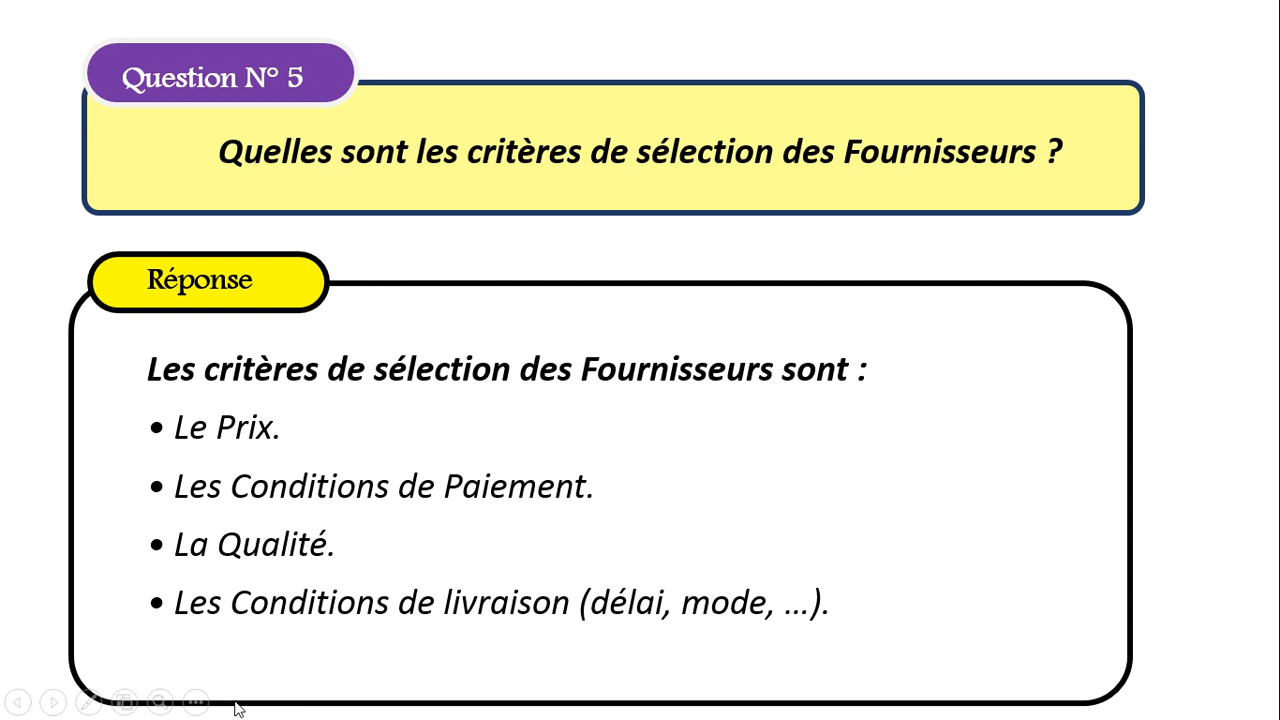 Question N° 5
Quelles sont les critères de sélection des Fournisseurs ?
Réponse
Les critères de sélection des Fournisseurs sont :
• Le Prix.
• Les Conditions de Paiement.
• La Qualité.
• Les Conditions de livraison (délai, mode, ...).